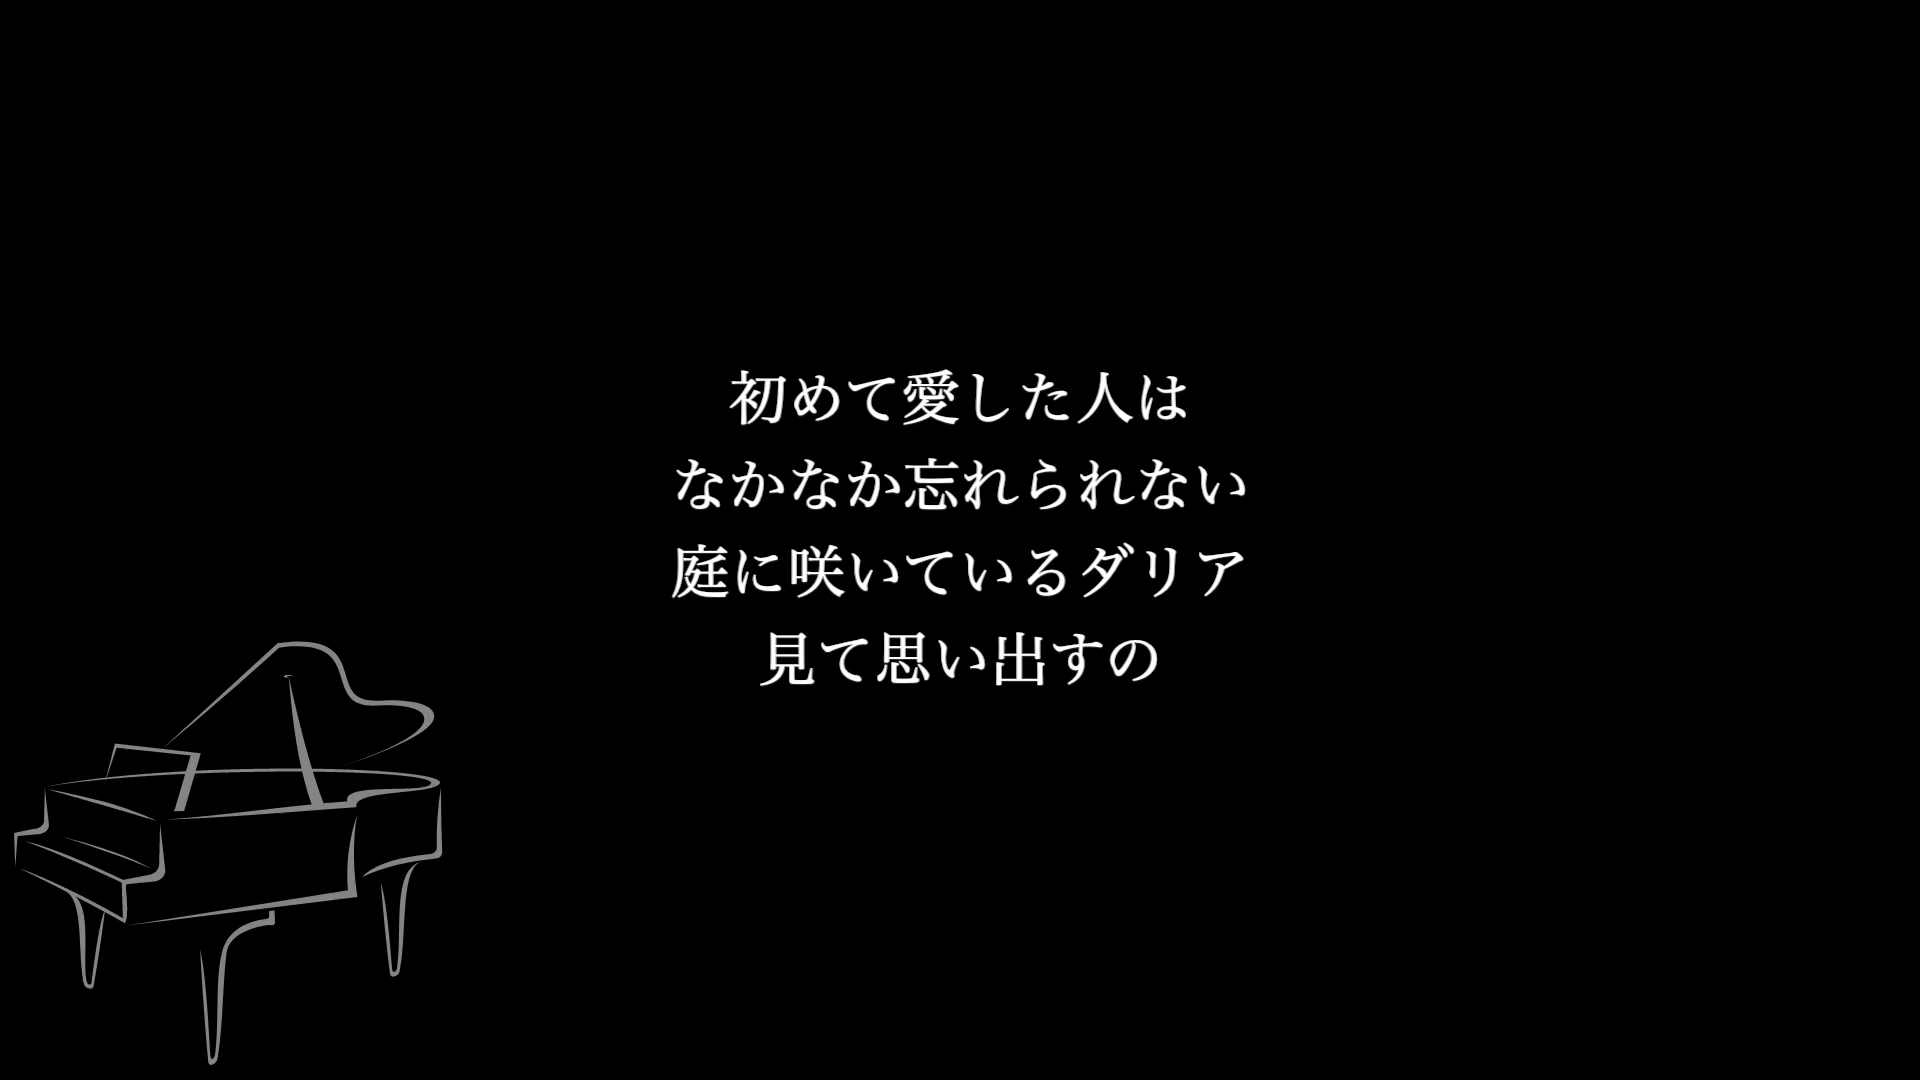 初めて愛した人は
なかなか忘れられない
庭に咲いているダリア
見て思い出すの